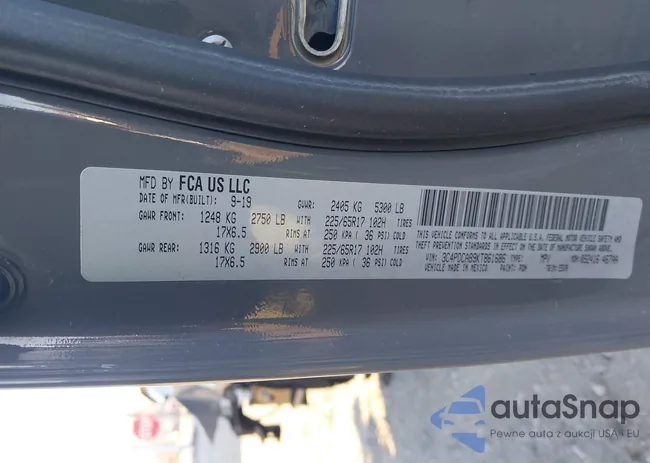 MFD BY FCA US LLC
DATE OF MFR(BUILT): 9-19 GVWR: 2405 KG 5300 LB
GAWR FRONT: 1248 KG 2750 LB WITH 225/65R17 102H TIRES
17X6.5 RIMS AT 250 KPA ( 36 PSI) COLD
GAWR REAR: 1316 KG 2900 LB WITH 225/65R17 102H TIRES
17X6.5 RIMS AT 250 KPA ( 36 PSI) COLD
THIS VEHICLE CONFORMS TO ALL APPLICABLE U.S.A. FEDERAL MOTOR VEHICLE SAFETY AND
THEFT PREVENTION STANDARDS IN EFFECT ON THE DATE OF MANUFACTURE SHOWN ABOVE.
VIN: TYPE: MPV
VEHICLE MADE IN MEXICO PAINT:
autoSnap
Pewne auta z aukcji USA i EU